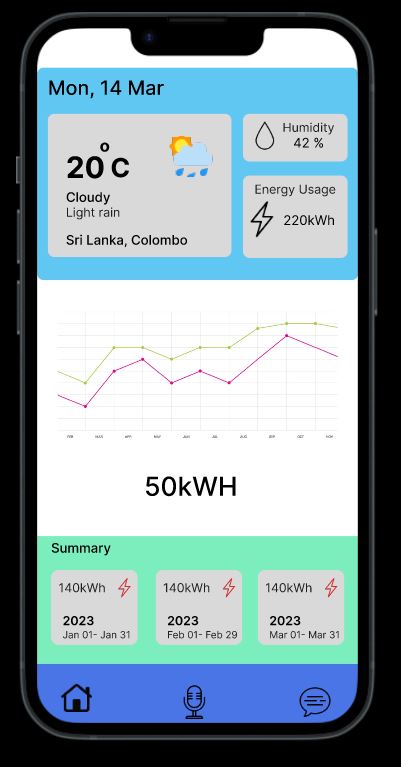 Mon, 14 Mar
20°C
Cloudy
Light rain
Sri Lanka, Colombo
Humidity
42 %
Energy Usage
220kWh
FEB MAR APR MAY JUN JUL AUG SEP OCT NOV
50kWH
Summary
140kWh 140kWh 140kWh
2023 2023 2023
Jan 01- Jan 31 Feb 01- Feb 29 Mar 01- Mar 31